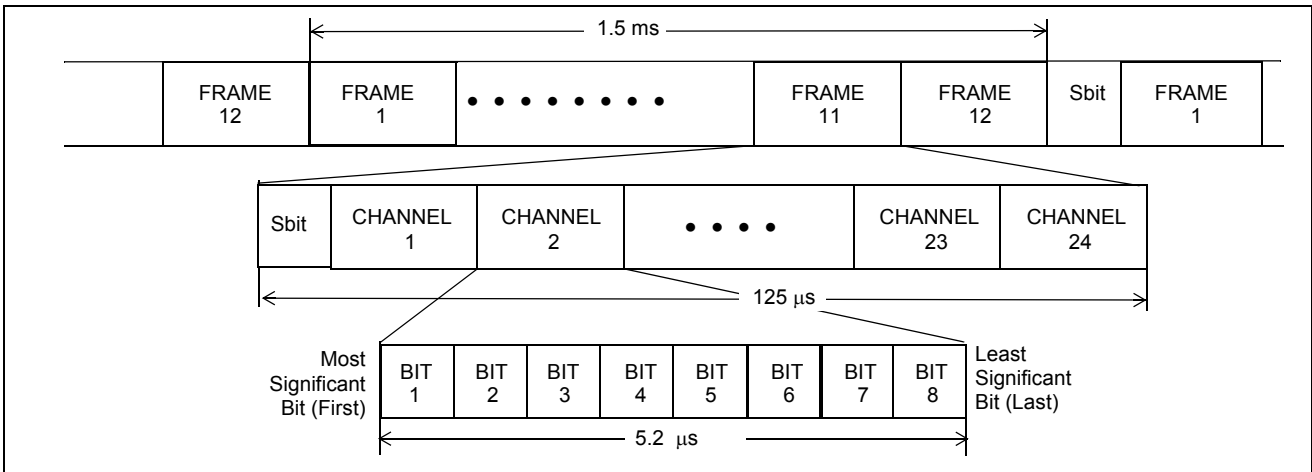 1.5 ms
FRAME 12
FRAME 1
• • • • • • • •
FRAME 11
FRAME 12
Sbit
FRAME 1
Sbit
CHANNEL 1
CHANNEL 2
• • • •
CHANNEL 23
CHANNEL 24
125 μs
Most
Significant
Bit (First)
BIT 1
BIT 2
BIT 3
BIT 4
BIT 5
BIT 6
BIT 7
BIT 8
Least
Significant
Bit (Last)
5.2 μs